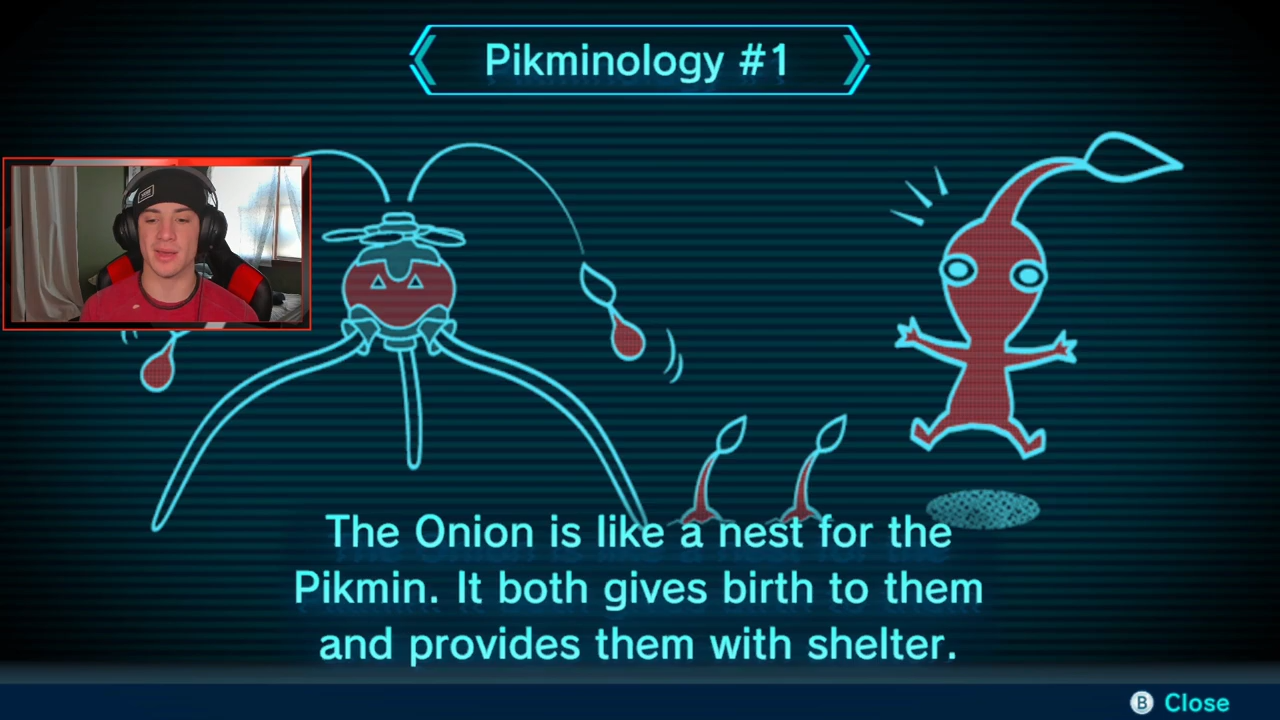 Pikminology #1
The Onion is like a nest for the
Pikmin. It both gives birth to them
and provides them with shelter.
B Close